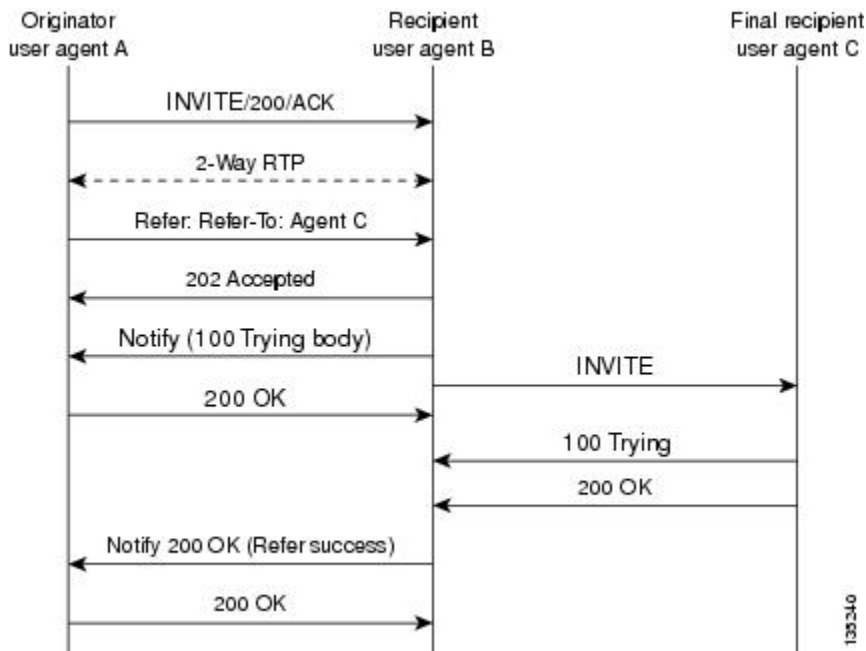 Originator
user agent A
Recipient
user agent B
Final recipient
user agent C
INVITE/200/ACK
2-Way RTP
Refer: Refer-To: Agent C
202 Accepted
Notify (100 Trying body)
INVITE
200 OK
100 Trying
200 OK
Notify 200 OK (Refer success)
200 OK
135240